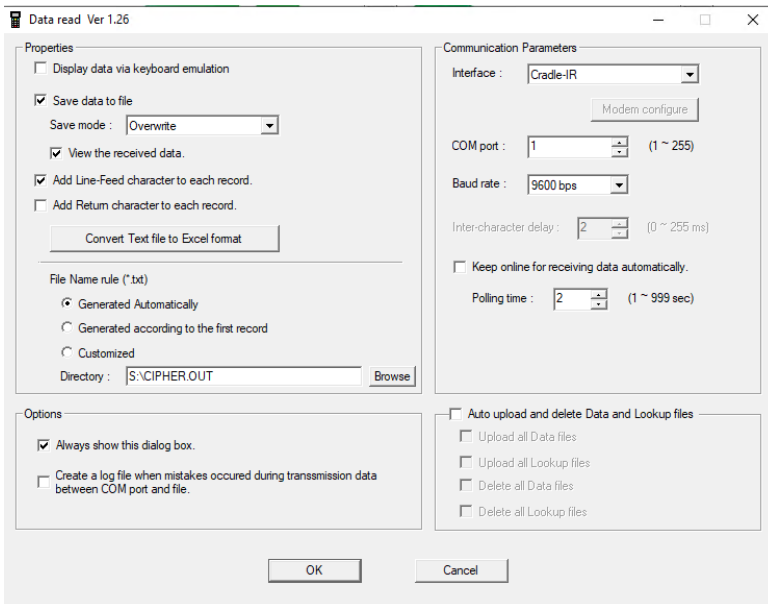 Data read Ver 1.26
Properties
Display data via keyboard emulation
Save data to file
Save mode : Overwrite
View the received data.
Add Line-Feed character to each record.
Add Return character to each record.
Convert Text file to Excel format
File Name rule (*.txt)
Generated Automatically
Generated according to the first record
Customized
Directory : S:\CIPHER.OUT Browse
Communication Parameters
Interface : Cradle-IR
Modem configure
COM port : 1 (1 ~ 255)
Baud rate : 9600 bps
Inter-character delay : 2 (0 ~ 255 ms)
Keep online for receiving data automatically.
Polling time : 2 (1 ~ 999 sec)
Options
Always show this dialog box.
Create a log file when mistakes occured during transsmission data
between COM port and file.
Auto upload and delete Data and Lookup files
Upload all Data files
Upload all Lookup files
Delete all Data files
Delete all Lookup files
OK Cancel